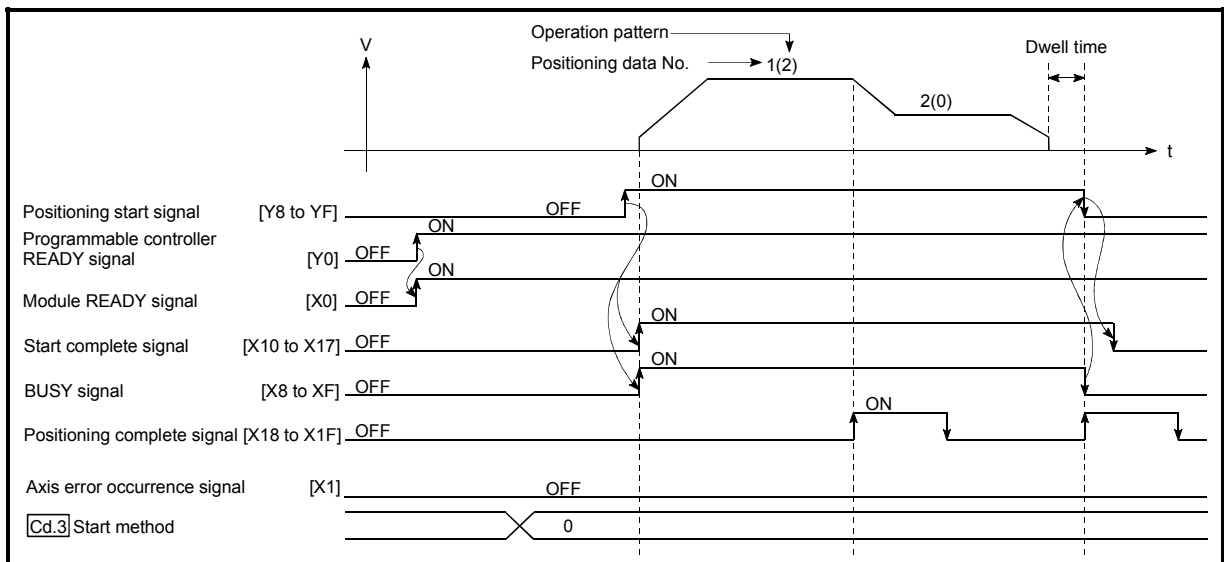 V
Operation pattern
Positioning data No.
1(2)
Dwell time
2(0)
t
ON
Positioning start signal [Y8 to YF] OFF
ON
Programmable controller
READY signal [Y0] OFF
ON
Module READY signal [X0] OFF
ON
Start complete signal [X10 to X17] OFF
ON
BUSY signal [X8 to XF] OFF
ON
Positioning complete signal [X18 to X1F] OFF
Axis error occurrence signal [X1] OFF
Cd.3 Start method 0